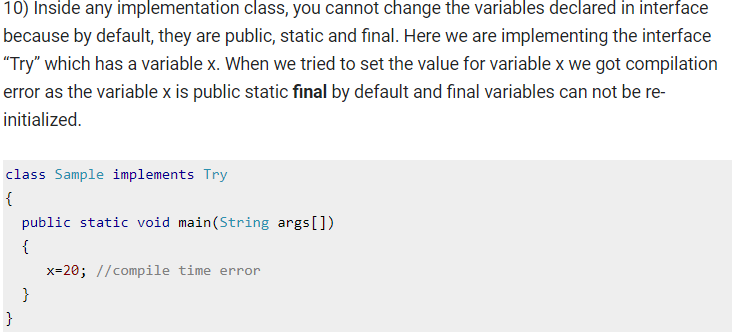 10) Inside any implementation class, you cannot change the variables declared in interface
because by default, they are public, static and final. Here we are implementing the interface
“Try” which has a variable x. When we tried to set the value for variable x we got compilation
error as the variable x is public static final by default and final variables can not be re-
initialized.
class Sample implements Try
{
public static void main(String args[])
{
x=20; //compile time error
}
}